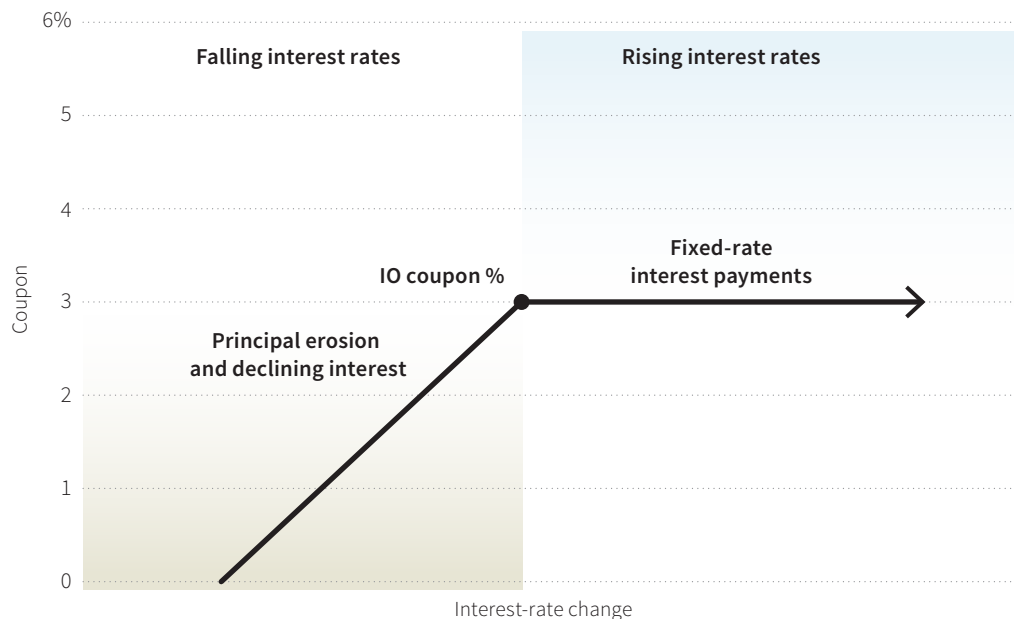 6%
Falling interest rates
Rising interest rates
5
4
Fixed-rate
interest payments
IO coupon %
3
Coupon
Principal erosion
and declining interest
2
1
0
Interest-rate change